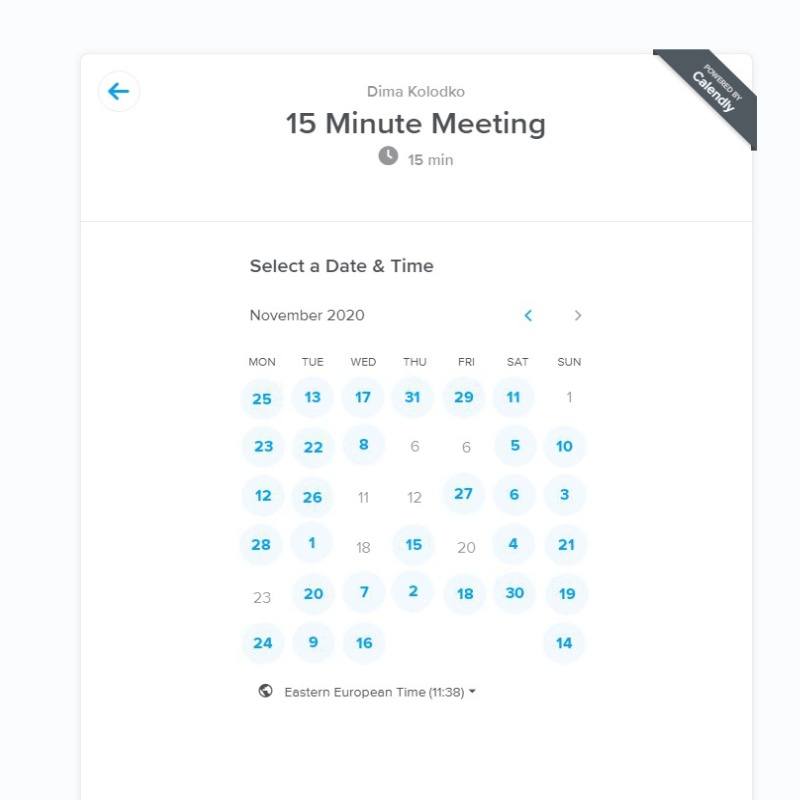 POWERED BY
Calendly
Dima Kolodko
15 Minute Meeting
15 min
Select a Date & Time
November 2020
MON TUE WED THU FRI SAT SUN
25 13 17 31 29 11 1
23 22 8 6 6 5 10
12 26 11 12 27 6 3
28 1 18 15 20 4 21
23 20 7 2 18 30 19
24 9 16 14
Eastern European Time (11:38)